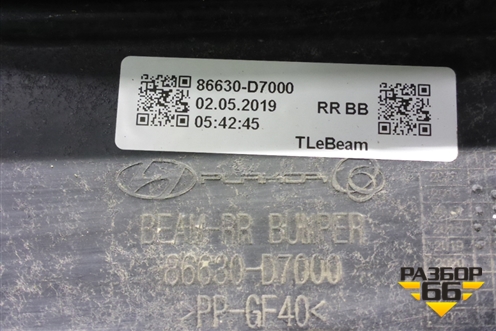 86630-D7000
02.05.2019 RR BB
05:42:45
TLeBeam
BEAM-RR BUMPER
86630-D7000
PP-GF40<
РАЗБОР
66